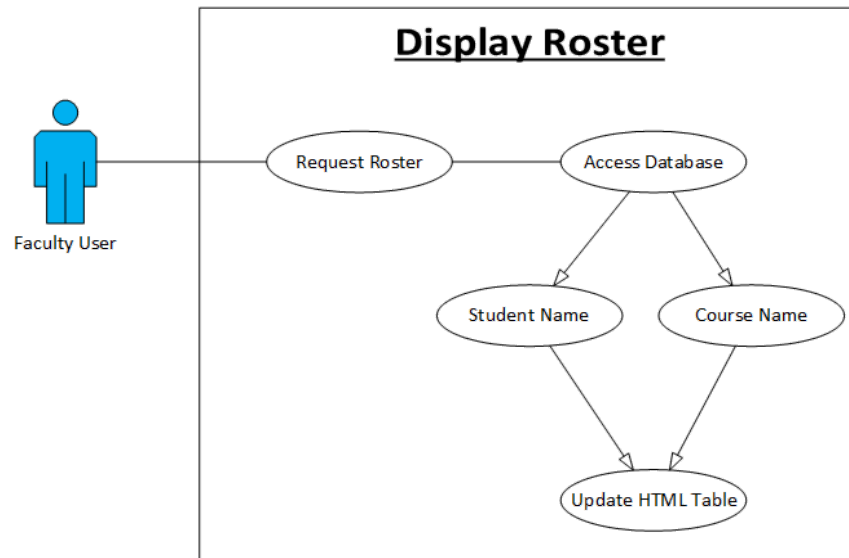 Display Roster
Request Roster
Access Database
Faculty User
Student Name
Course Name
Update HTML Table